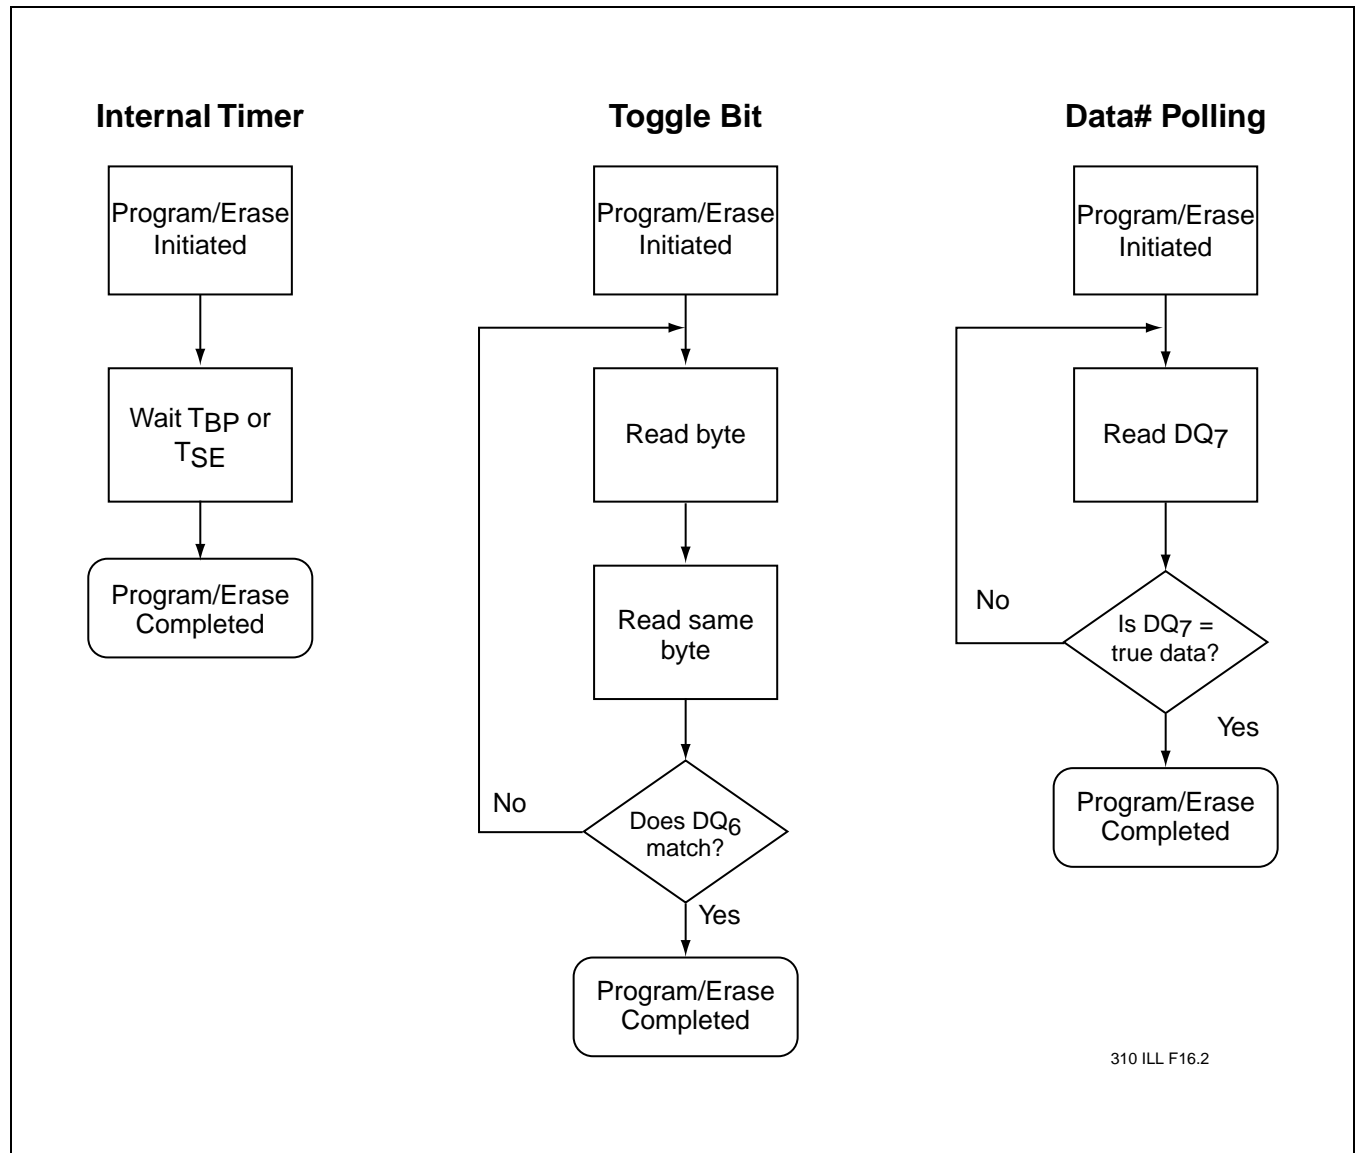 Internal Timer
Program/Erase
Initiated
Wait TBP or
TSE
Program/Erase
Completed
Toggle Bit
Program/Erase
Initiated
Read byte
Read same
byte
No
Does DQ6
match?
Yes
Program/Erase
Completed
Data# Polling
Program/Erase
Initiated
Read DQ7
No
Is DQ7 =
true data?
Yes
Program/Erase
Completed
310 ILL F16.2